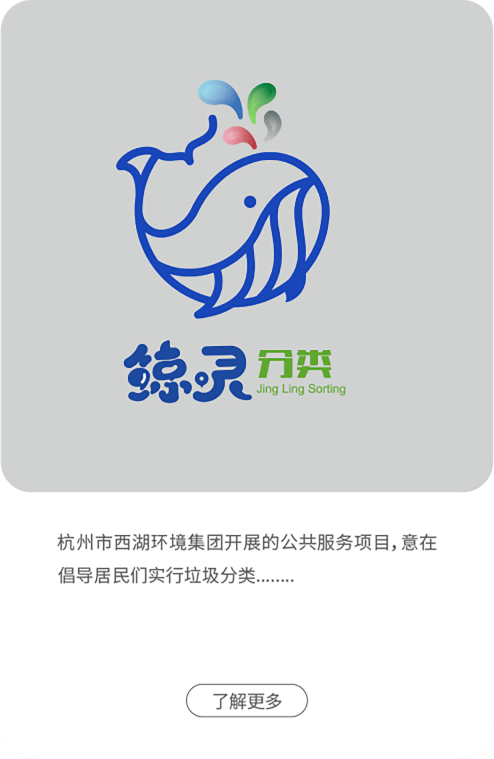 鲸灵
分类
Jing Ling Sorting
杭州市西湖环境集团开展的公共服务项目，意在
倡导居民们实行垃圾分类........
了解更多